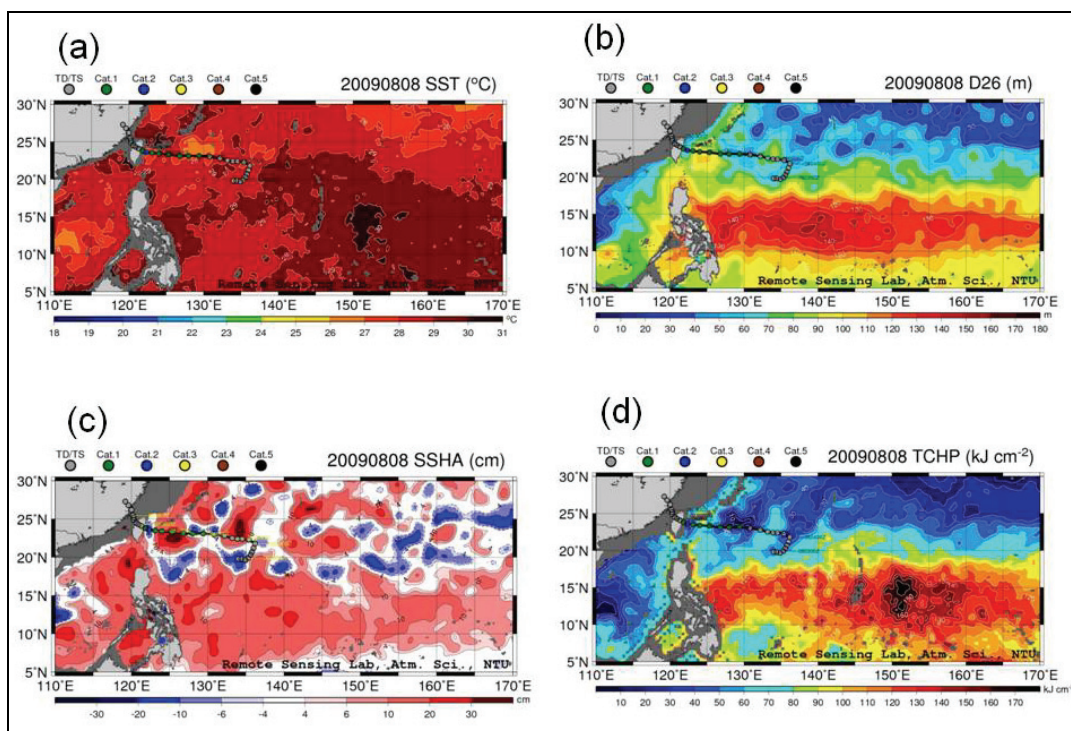 (a)
TD/TS Cat.1 Cat.2 Cat.3 Cat.4 Cat.5
20090808 SST (ºC)
30˚N
25˚N
20˚N
15˚N
10˚N
5˚N
Remote Sensing Lab, Atm. Sci., NTU
110˚E 120˚E 130˚E 140˚E 150˚E 160˚E 170˚E
ºC
18 19 20 21 22 23 24 25 26 27 28 29 30 31
(b)
TD/TS Cat.1 Cat.2 Cat.3 Cat.4 Cat.5
20090808 D26 (m)
30˚N
25˚N
20˚N
15˚N
10˚N
5˚N
Remote Sensing Lab, Atm. Sci., NTU
110˚E 120˚E 130˚E 140˚E 150˚E 160˚E 170˚E
m
0 10 20 30 40 50 60 70 80 90 100 110 120 130 140 150 160 170 180
(c)
TD/TS Cat.1 Cat.2 Cat.3 Cat.4 Cat.5
20090808 SSHA (cm)
30˚N
25˚N
20˚N
15˚N
10˚N
5˚N
Remote Sensing Lab, Atm. Sci., NTU
110˚E 120˚E 130˚E 140˚E 150˚E 160˚E 170˚E
cm
-30 -20 -10 -6 -4 4 6 10 20 30
(d)
TD/TS Cat.1 Cat.2 Cat.3 Cat.4 Cat.5
20090808 TCHP (kJ cm⁻²)
30˚N
25˚N
20˚N
15˚N
10˚N
5˚N
Remote Sensing Lab, Atm. Sci., NTU
110˚E 120˚E 130˚E 140˚E 150˚E 160˚E 170˚E
10 20 30 40 50 60 70 80 90 100 110 120 130 140 150 160 170